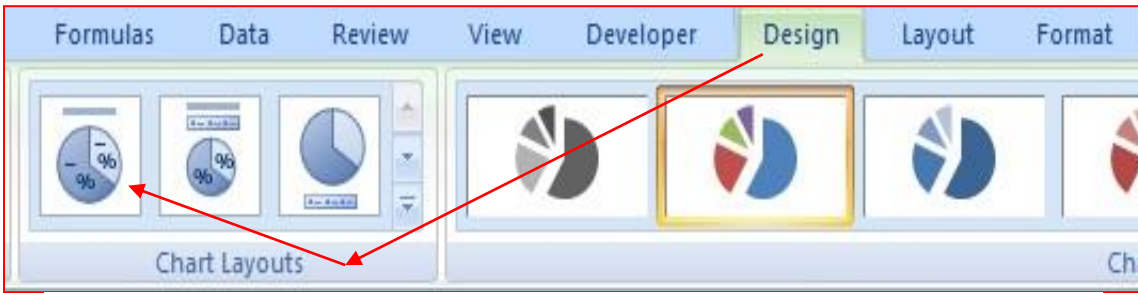 Formulas Data Review View Developer Design Layout Format
% %
%
Chart Layouts